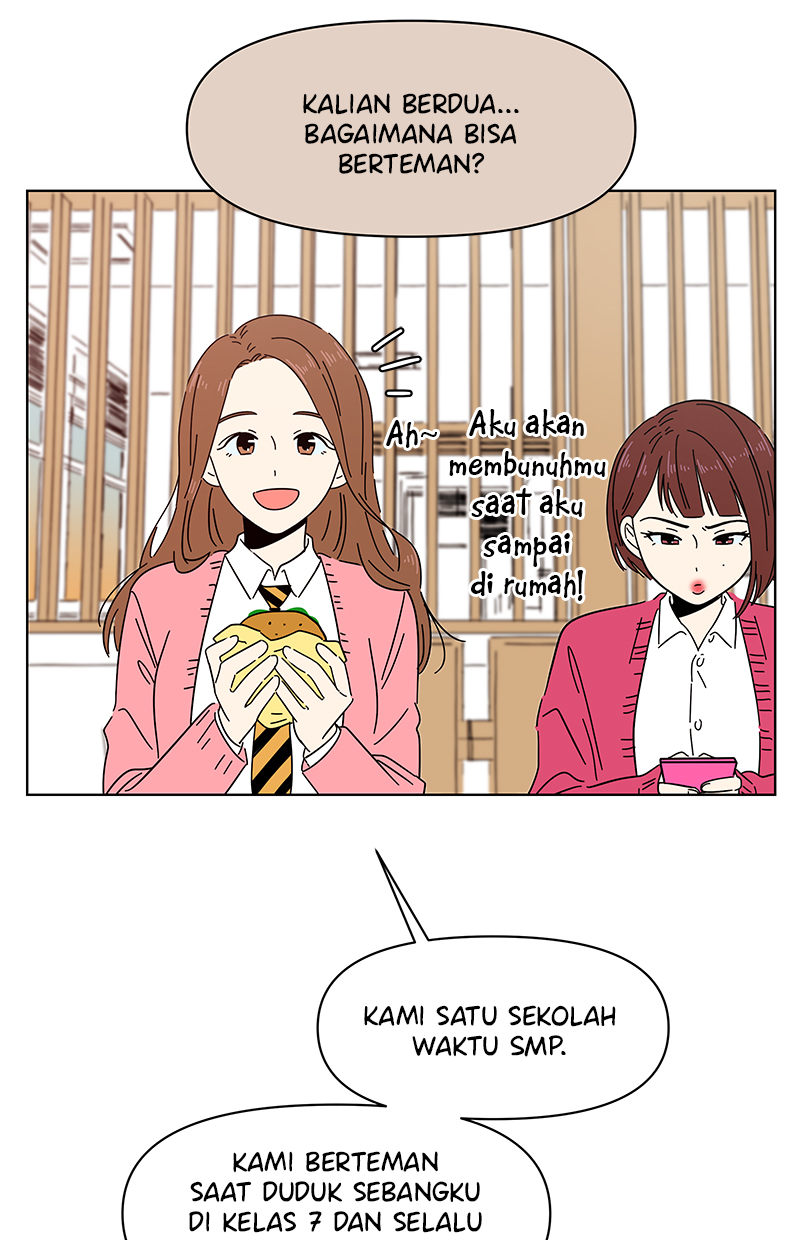 KALIAN BERDUA...
BAGAIMANA BISA
BERTEMAN?
Ah~
Aku akan
membunuhmu
saat aku
sampai
di rumah!
KAMI SATU SEKOLAH
WAKTU SMP.
KAMI BERTEMAN
SAAT DUDUK SEBANGKU
DI KELAS 7 DAN SELALU